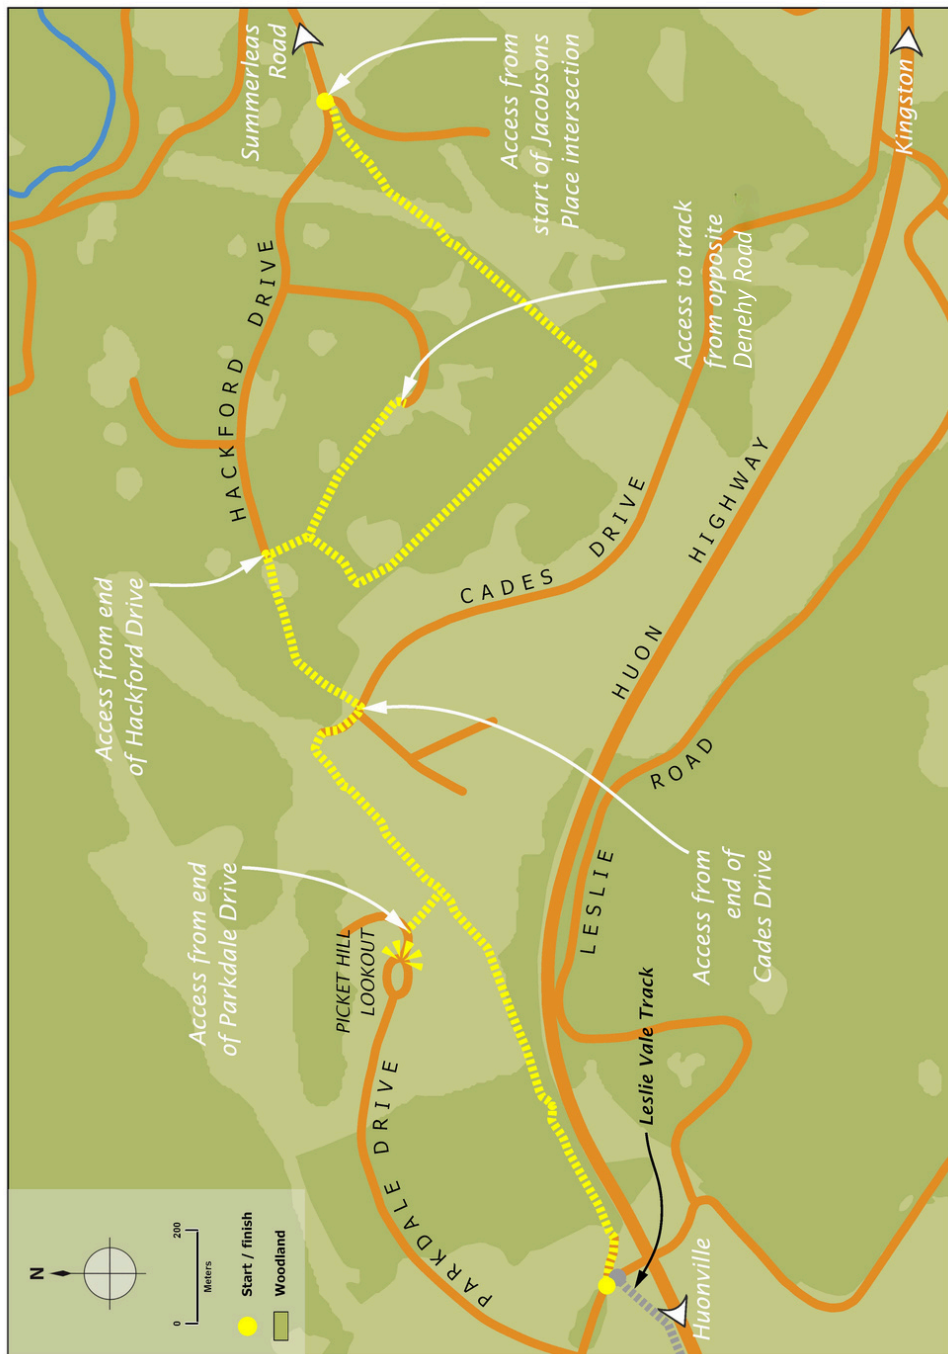 N
200
0
Meters
Start / finish
Woodland
Access from end
of Parkdale Drive
PICKET HILL
LOOKOUT
PARKDALE DRIVE
Huonville
Leslie Vale Track
Access from end
of Hackford Drive
Access from
end of
Cades Drive
LESLIE
ROAD
HUON
HIGHWAY
CADES
DRIVE
HACKFORD
DRIVE
Summerleas
Road
Access from
start of Jacobsons
Place intersection
Access to track
from opposite
Denehy Road
Kingston